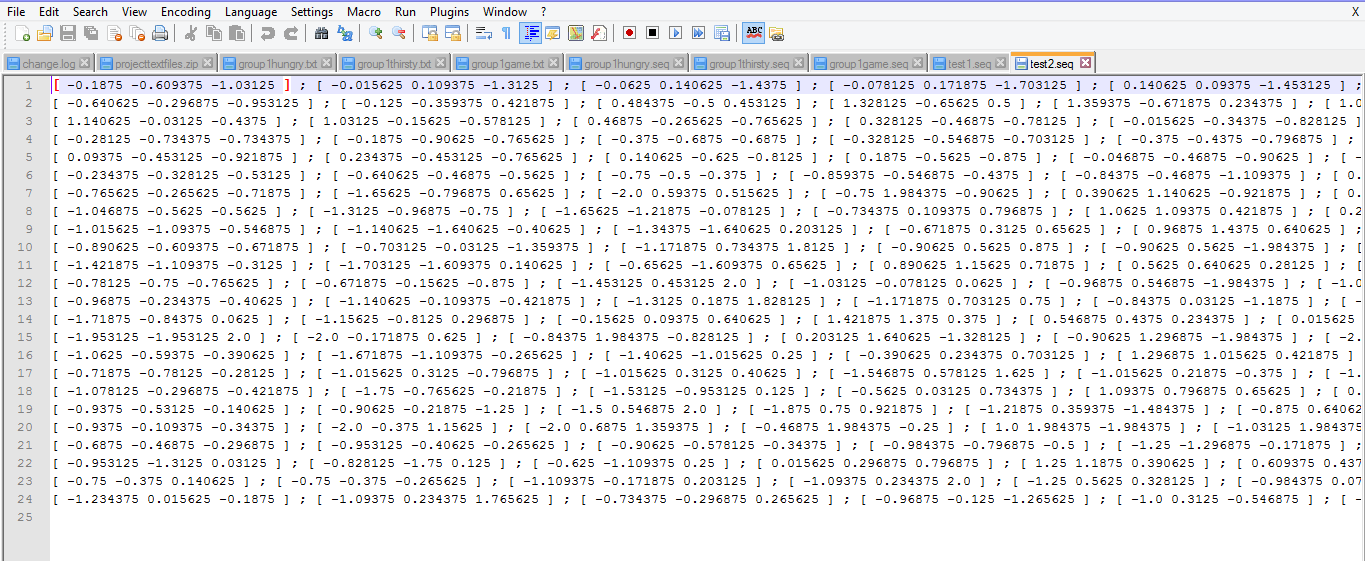 File Edit Search View Encoding Language Settings Macro Run Plugins Window ? X
change.log projecttextfiles.zip group1hungry.txt group1thirsty.txt group1game.txt group1hungry.seq group1thirsty.seq group1game.seq test1.seq test2.seq
1 [ -0.1875 -0.609375 -1.03125 ] ; [ -0.015625 0.109375 -1.3125 ] ; [ -0.0625 0.140625 -1.4375 ] ; [ -0.078125 0.171875 -1.703125 ] ; [ 0.140625 0.09375 -1.453125 ] ;
2 [ -0.640625 -0.296875 -0.953125 ] ; [ -0.125 -0.359375 0.421875 ] ; [ 0.484375 -0.5 0.453125 ] ; [ 1.328125 -0.65625 0.5 ] ; [ 1.359375 -0.671875 0.234375 ] ; [ 1.0
3 [ 1.140625 -0.03125 -0.4375 ] ; [ 1.03125 -0.15625 -0.578125 ] ; [ 0.46875 -0.265625 -0.765625 ] ; [ 0.328125 -0.46875 -0.78125 ] ; [ -0.015625 -0.34375 -0.828125 ]
4 [ -0.28125 -0.734375 -0.734375 ] ; [ -0.1875 -0.90625 -0.765625 ] ; [ -0.375 -0.6875 -0.6875 ] ; [ -0.328125 -0.546875 -0.703125 ] ; [ -0.375 -0.4375 -0.796875 ] ;
5 [ 0.09375 -0.453125 -0.921875 ] ; [ 0.234375 -0.453125 -0.765625 ] ; [ 0.140625 -0.625 -0.8125 ] ; [ 0.1875 -0.5625 -0.875 ] ; [ -0.046875 -0.46875 -0.90625 ] ; [ -
6 [ -0.234375 -0.328125 -0.53125 ] ; [ -0.640625 -0.46875 -0.5625 ] ; [ -0.75 -0.5 -0.375 ] ; [ -0.859375 -0.546875 -0.4375 ] ; [ -0.84375 -0.46875 -1.109375 ] ; [ 0.
7 [ -0.765625 -0.265625 -0.71875 ] ; [ -1.65625 -0.796875 0.65625 ] ; [ -2.0 0.59375 0.515625 ] ; [ -0.75 1.984375 -0.90625 ] ; [ 0.390625 1.140625 -0.921875 ] ; [ 0.
8 [ -1.046875 -0.5625 -0.5625 ] ; [ -1.3125 -0.96875 -0.75 ] ; [ -1.65625 -1.21875 -0.078125 ] ; [ -0.734375 0.109375 0.796875 ] ; [ 1.0625 1.09375 0.421875 ] ; [ 0.2
9 [ -1.015625 -1.09375 -0.546875 ] ; [ -1.140625 -1.640625 -0.40625 ] ; [ -1.34375 -1.640625 0.203125 ] ; [ -0.671875 0.3125 0.65625 ] ; [ 0.96875 1.4375 0.640625 ] ;
10 [ -0.890625 -0.609375 -0.671875 ] ; [ -0.703125 -0.03125 -1.359375 ] ; [ -1.171875 0.734375 1.8125 ] ; [ -0.90625 0.5625 0.875 ] ; [ -0.90625 0.5625 -1.984375 ] ; [
11 [ -1.421875 -1.109375 -0.3125 ] ; [ -1.703125 -1.609375 0.140625 ] ; [ -0.65625 -1.609375 0.65625 ] ; [ 0.890625 1.15625 0.71875 ] ; [ 0.5625 0.640625 0.28125 ] ; [
12 [ -0.78125 -0.75 -0.765625 ] ; [ -0.671875 -0.15625 -0.875 ] ; [ -1.453125 0.453125 2.0 ] ; [ -1.03125 -0.078125 0.0625 ] ; [ -0.96875 0.546875 -1.984375 ] ; [ -1.0
13 [ -0.96875 -0.234375 -0.40625 ] ; [ -1.140625 -0.109375 -0.421875 ] ; [ -1.3125 0.1875 1.828125 ] ; [ -1.171875 0.703125 0.75 ] ; [ -0.84375 0.03125 -1.1875 ] ; [ -
14 [ -1.71875 -0.84375 0.0625 ] ; [ -1.15625 -0.8125 0.296875 ] ; [ -0.15625 0.09375 0.640625 ] ; [ 1.421875 1.375 0.375 ] ; [ 0.546875 0.4375 0.234375 ] ; [ 0.015625
15 [ -1.953125 -1.953125 2.0 ] ; [ -2.0 -0.171875 0.625 ] ; [ -0.84375 1.984375 -0.828125 ] ; [ 0.203125 1.640625 -1.328125 ] ; [ -0.90625 1.296875 -1.984375 ] ; [ -2.
16 [ -1.0625 -0.59375 -0.390625 ] ; [ -1.671875 -1.109375 -0.265625 ] ; [ -1.40625 -1.015625 0.25 ] ; [ -0.390625 0.234375 0.703125 ] ; [ 1.296875 1.015625 0.421875 ]
17 [ -0.71875 -0.78125 -0.28125 ] ; [ -1.015625 0.3125 -0.796875 ] ; [ -1.015625 0.3125 0.40625 ] ; [ -1.546875 0.578125 1.625 ] ; [ -1.015625 0.21875 -0.375 ] ; [ -1.
18 [ -1.078125 -0.296875 -0.421875 ] ; [ -1.75 -0.765625 -0.21875 ] ; [ -1.53125 -0.953125 0.125 ] ; [ -0.5625 0.03125 0.734375 ] ; [ 1.09375 0.796875 0.65625 ] ; [ 0.
19 [ -0.9375 -0.53125 -0.140625 ] ; [ -0.90625 -0.21875 -1.25 ] ; [ -1.5 0.546875 2.0 ] ; [ -1.875 0.75 0.921875 ] ; [ -1.21875 0.359375 -1.484375 ] ; [ -0.875 0.64062
20 [ -0.9375 -0.109375 -0.34375 ] ; [ -2.0 -0.375 1.15625 ] ; [ -2.0 0.6875 1.359375 ] ; [ -0.46875 1.984375 -0.25 ] ; [ 1.0 1.984375 -1.984375 ] ; [ -1.03125 1.984375
21 [ -0.6875 -0.46875 -0.296875 ] ; [ -0.953125 -0.40625 -0.265625 ] ; [ -0.90625 -0.578125 -0.34375 ] ; [ -0.984375 -0.796875 -0.5 ] ; [ -1.25 -1.296875 -0.171875 ] ;
22 [ -0.953125 -1.3125 0.03125 ] ; [ -0.828125 -1.75 0.125 ] ; [ -0.625 -1.109375 0.25 ] ; [ 0.015625 0.296875 0.796875 ] ; [ 1.25 1.1875 0.390625 ] ; [ 0.609375 0.437
23 [ -0.75 -0.375 0.140625 ] ; [ -0.75 -0.375 -0.265625 ] ; [ -1.109375 -0.171875 0.203125 ] ; [ -1.09375 0.234375 2.0 ] ; [ -1.25 0.5625 0.328125 ] ; [ -0.984375 0.07
24 [ -1.234375 0.015625 -0.1875 ] ; [ -1.09375 0.234375 1.765625 ] ; [ -0.734375 -0.296875 0.265625 ] ; [ -0.96875 -0.125 -1.265625 ] ; [ -1.0 0.3125 -0.546875 ] ; [ -
25